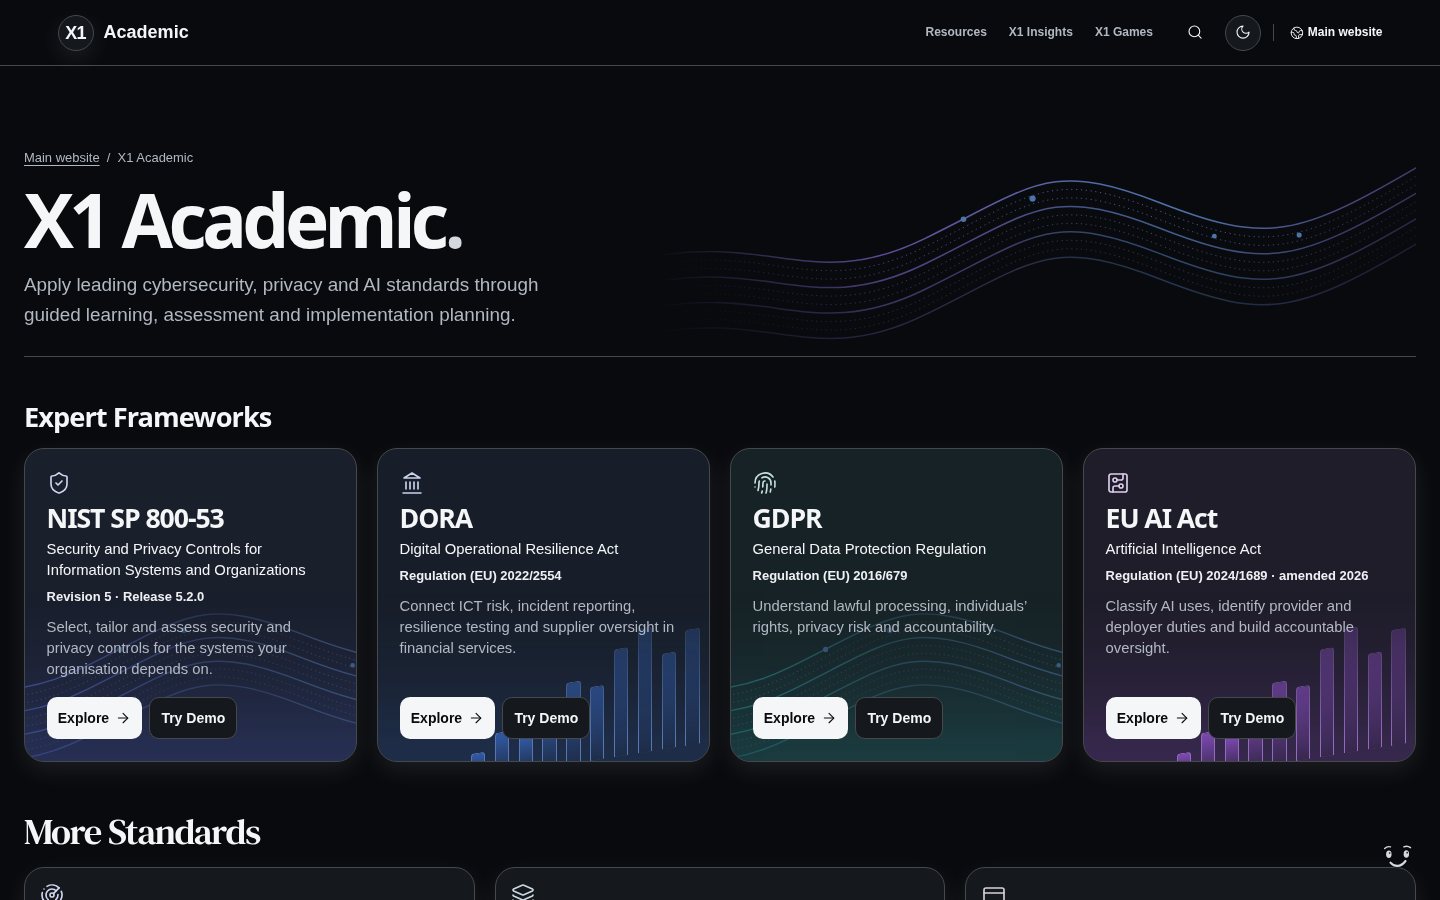 X1 Academic
Resources
X1 Insights
X1 Games
Main website
Main website / X1 Academic
X1 Academic.
Apply leading cybersecurity, privacy and AI standards through
guided learning, assessment and implementation planning.
Expert Frameworks
NIST SP 800-53
Security and Privacy Controls for
Information Systems and Organizations
Revision 5 · Release 5.2.0
Select, tailor and assess security and
privacy controls for the systems your
organisation depends on.
Explore
Try Demo
DORA
Digital Operational Resilience Act
Regulation (EU) 2022/2554
Connect ICT risk, incident reporting,
resilience testing and supplier oversight in
financial services.
Explore
Try Demo
GDPR
General Data Protection Regulation
Regulation (EU) 2016/679
Understand lawful processing, individuals’
rights, privacy risk and accountability.
Explore
Try Demo
EU AI Act
Artificial Intelligence Act
Regulation (EU) 2024/1689 · amended 2026
Classify AI uses, identify provider and
deployer duties and build accountable
oversight.
Explore
Try Demo
More Standards